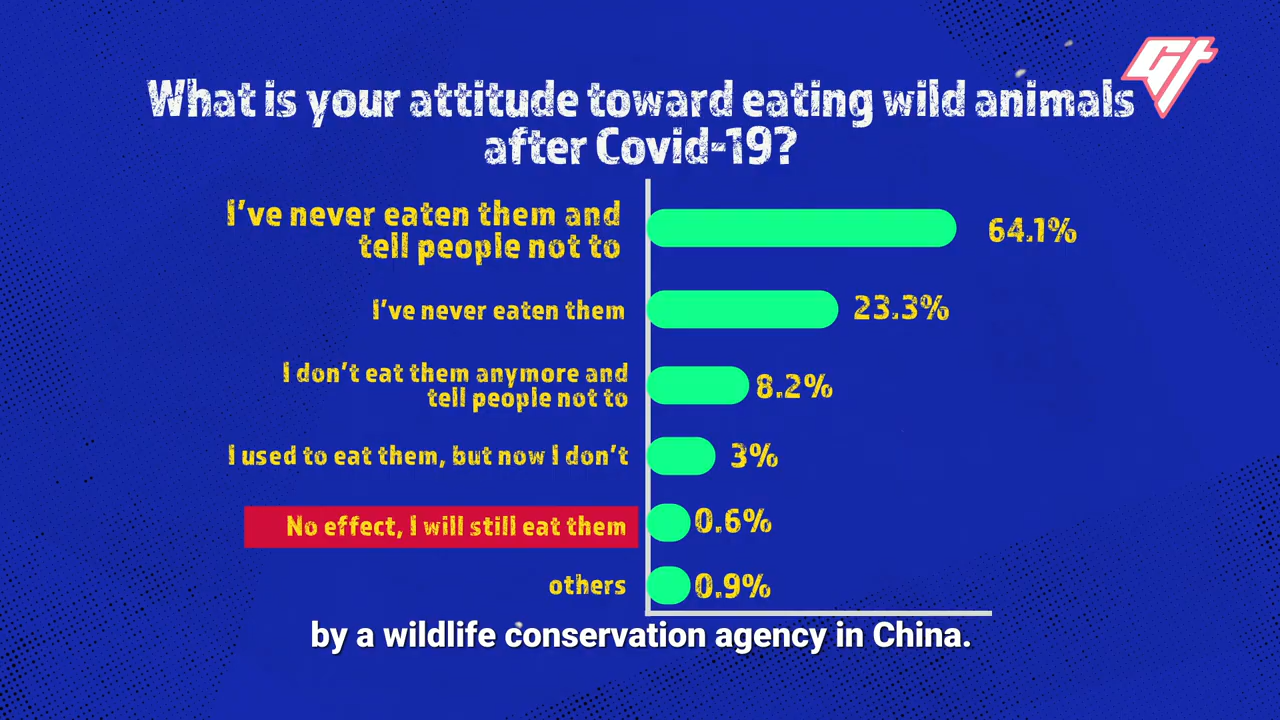 Gt
What is your attitude toward eating wild animals
after Covid-19?
I've never eaten them and
tell people not to
64.1%
I've never eaten them
23.3%
I don't eat them anymore and
tell people not to
8.2%
I used to eat them, but now I don't
3%
No effect, I will still eat them
0.6%
others
0.9%
by a wildlife conservation agency in China.